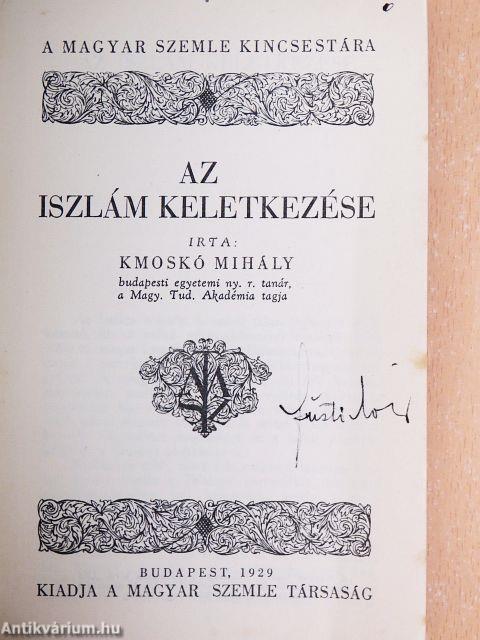 A MAGYAR SZEMLE KINCSESTÁRA
AZ
ISZLÁM KELETKEZÉSE
IRTA:
KMOSKÓ MIHÁLY
budapesti egyetemi ny. r. tanár,
a Magy. Tud. Akadémia tagja
BUDAPEST, 1929
KIADJA A MAGYAR SZEMLE TÁRSASÁG
Antikvárium.hu